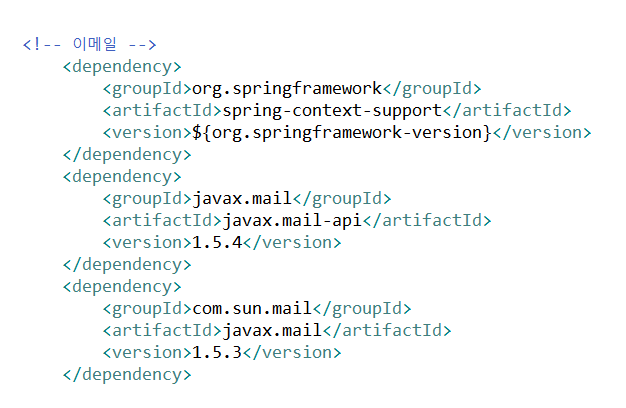 <!-- 이메일 -->
<dependency>
<groupId>org.springframework</groupId>
<artifactId>spring-context-support</artifactId>
<version>${org.springframework-version}</version>
</dependency>
<dependency>
<groupId>javax.mail</groupId>
<artifactId>javax.mail-api</artifactId>
<version>1.5.4</version>
</dependency>
<dependency>
<groupId>com.sun.mail</groupId>
<artifactId>javax.mail</artifactId>
<version>1.5.3</version>
</dependency>